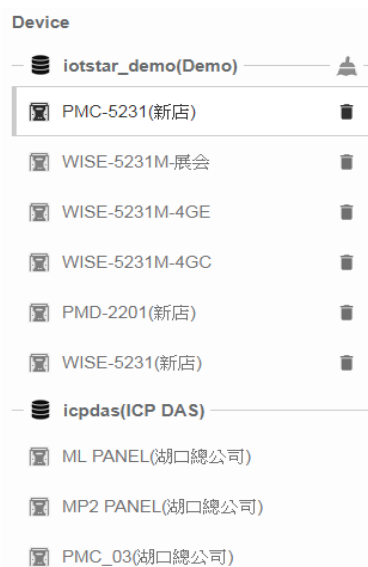 Device
iotstar_demo(Demo)
PMC-5231(新店)
WISE-5231M-展会
WISE-5231M-4GE
WISE-5231M-4GC
PMD-2201(新店)
WISE-5231(新店)
icpdas(ICP DAS)
ML PANEL(湖口總公司)
MP2 PANEL(湖口總公司)
PMC_03(湖口總公司)